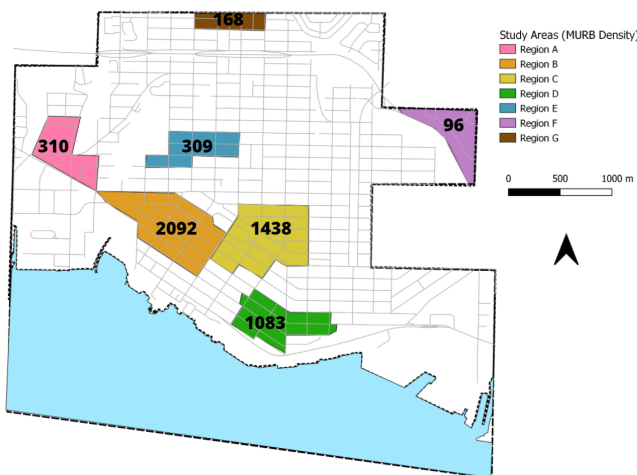 168
Study Areas (MURB Density)
Region A
Region B
Region C
Region D
Region E
Region F
Region G
96
310
309
0 500 1000 m
2092
1438
1083